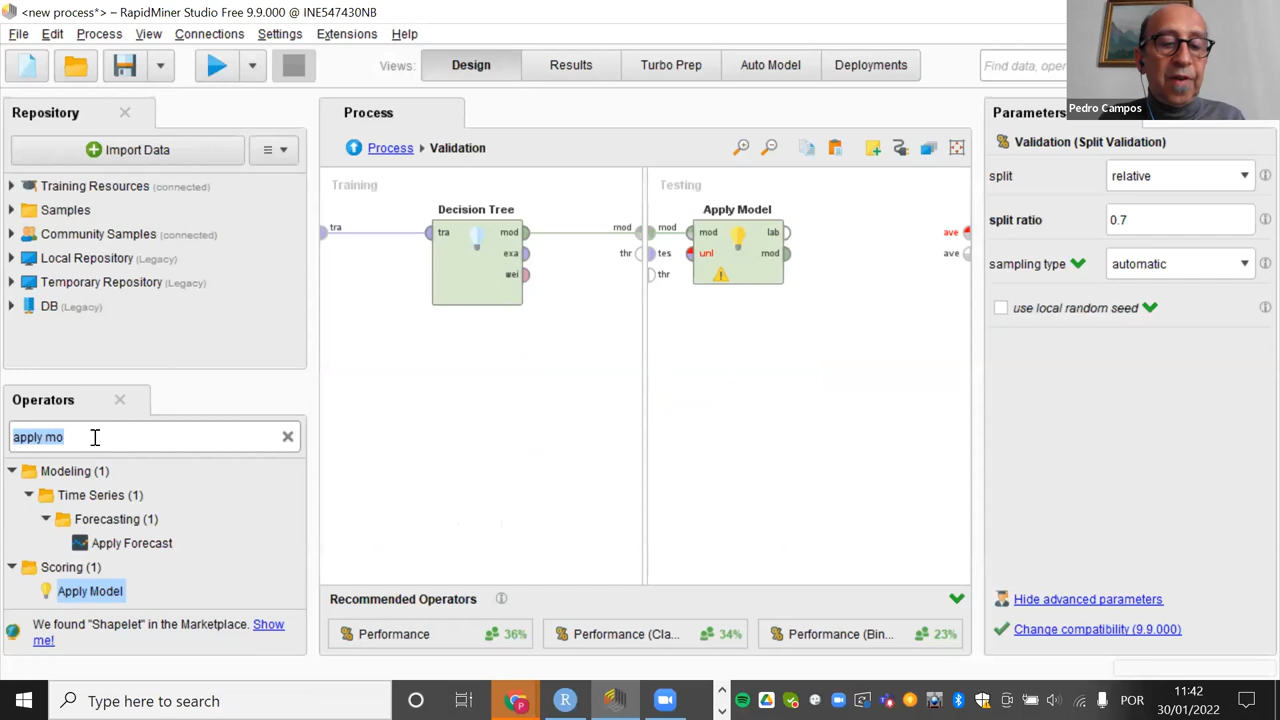 <new process*> – RapidMiner Studio Free 9.9.000 @ INE547430NB
File Edit Process View Connections Settings Extensions Help
Views: Design Results Turbo Prep Auto Model Deployments Find data, oper
Pedro Campos
Repository
Import Data
Training Resources (connected)
Samples
Community Samples (connected)
Local Repository (Legacy)
Temporary Repository (Legacy)
DB (Legacy)
Operators
apply mo
Modeling (1)
Time Series (1)
Forecasting (1)
Apply Forecast
Scoring (1)
Apply Model
We found "Shapelet" in the Marketplace. Show
me!
Process
Process Validation
Training
tra
Decision Tree
tra mod
exa
wei
mod
thr
Testing
mod
tes
thr
Apply Model
mod lab
unl mod
ave
ave
Recommended Operators
Performance 36%
Performance (Cla... 34%
Performance (Bin... 23%
Parameters
Validation (Split Validation)
split relative
split ratio 0.7
sampling type automatic
use local random seed
Hide advanced parameters
Change compatibility (9.9.000)
Type here to search
POR
11:42
30/01/2022